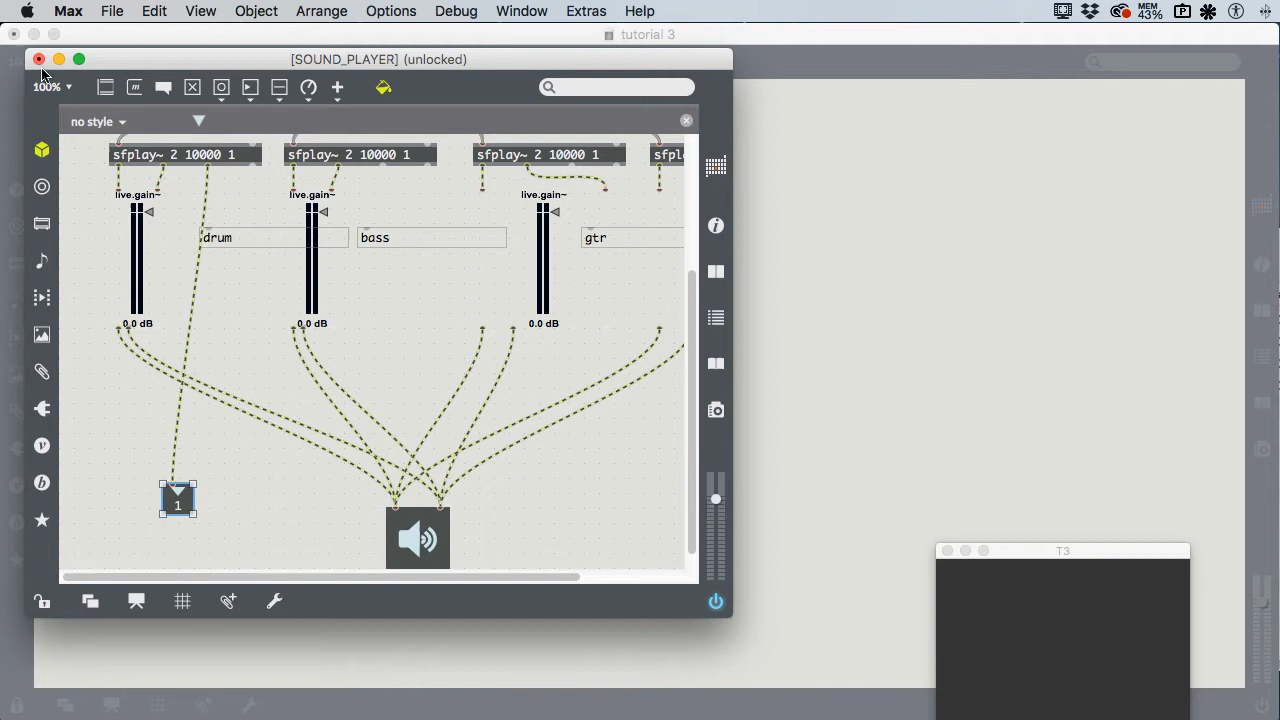 Max File Edit View Object Arrange Options Debug Window Extras Help MEM 43%
tutorial 3
[SOUND_PLAYER] (unlocked)
100%
no style
sfplay~ 2 10000 1 sfplay~ 2 10000 1 sfplay~ 2 10000 1 sfpl
live.gain~ live.gain~ live.gain~
drum bass gtr
0.0 dB 0.0 dB 0.0 dB
1
T3